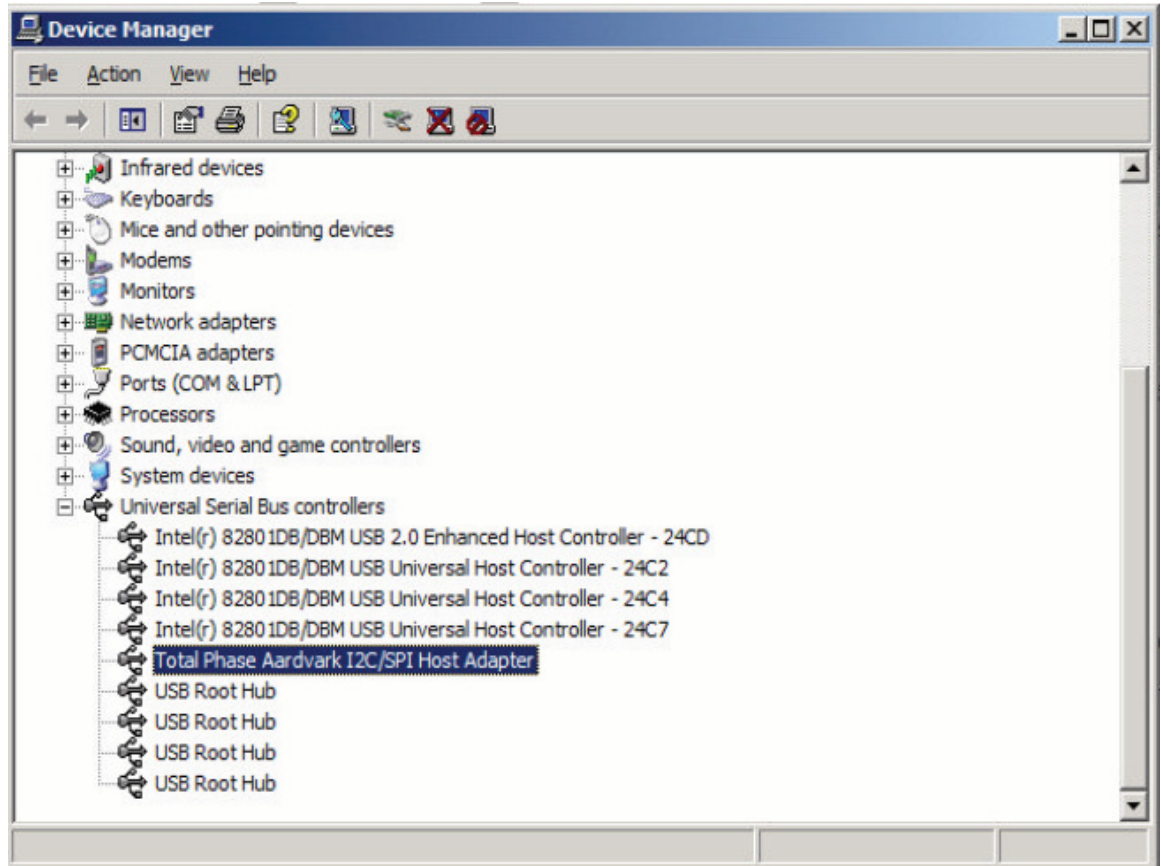 Device Manager
File Action View Help
Infrared devices
Keyboards
Mice and other pointing devices
Modems
Monitors
Network adapters
PCMCIA adapters
Ports (COM & LPT)
Processors
Sound, video and game controllers
System devices
Universal Serial Bus controllers
Intel(r) 82801DB/DBM USB 2.0 Enhanced Host Controller - 24CD
Intel(r) 82801DB/DBM USB Universal Host Controller - 24C2
Intel(r) 82801DB/DBM USB Universal Host Controller - 24C4
Intel(r) 82801DB/DBM USB Universal Host Controller - 24C7
Total Phase Aardvark I2C/SPI Host Adapter
USB Root Hub
USB Root Hub
USB Root Hub
USB Root Hub